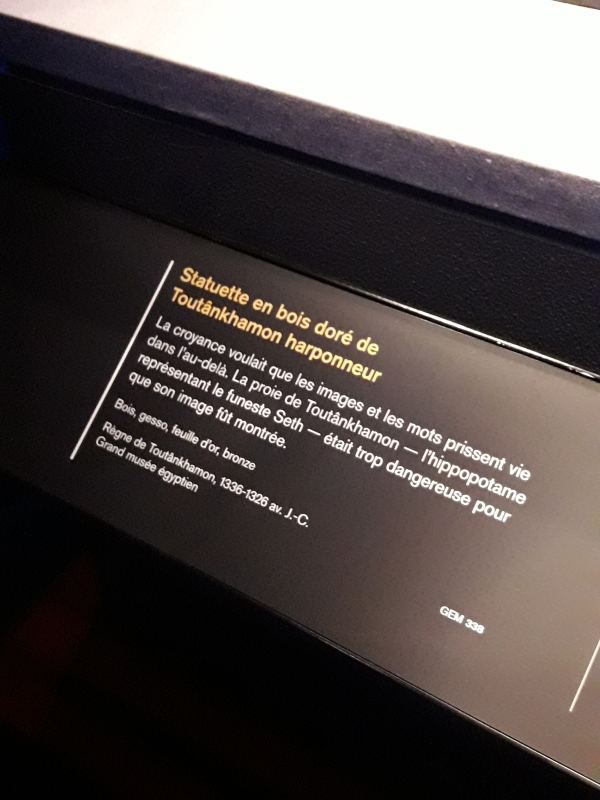 Statuette en bois doré de
Toutânkhamon harponneur
La croyance voulait que les images et les mots prissent vie
dans l'au-delà. La proie de Toutânkhamon — l'hippopotame
représentant le funeste Seth — était trop dangereuse pour
que son image fût montrée.
Bois, gesso, feuille d'or, bronze
Règne de Toutânkhamon, 1336-1326 av. J.-C.
Grand musée égyptien
GEM 338